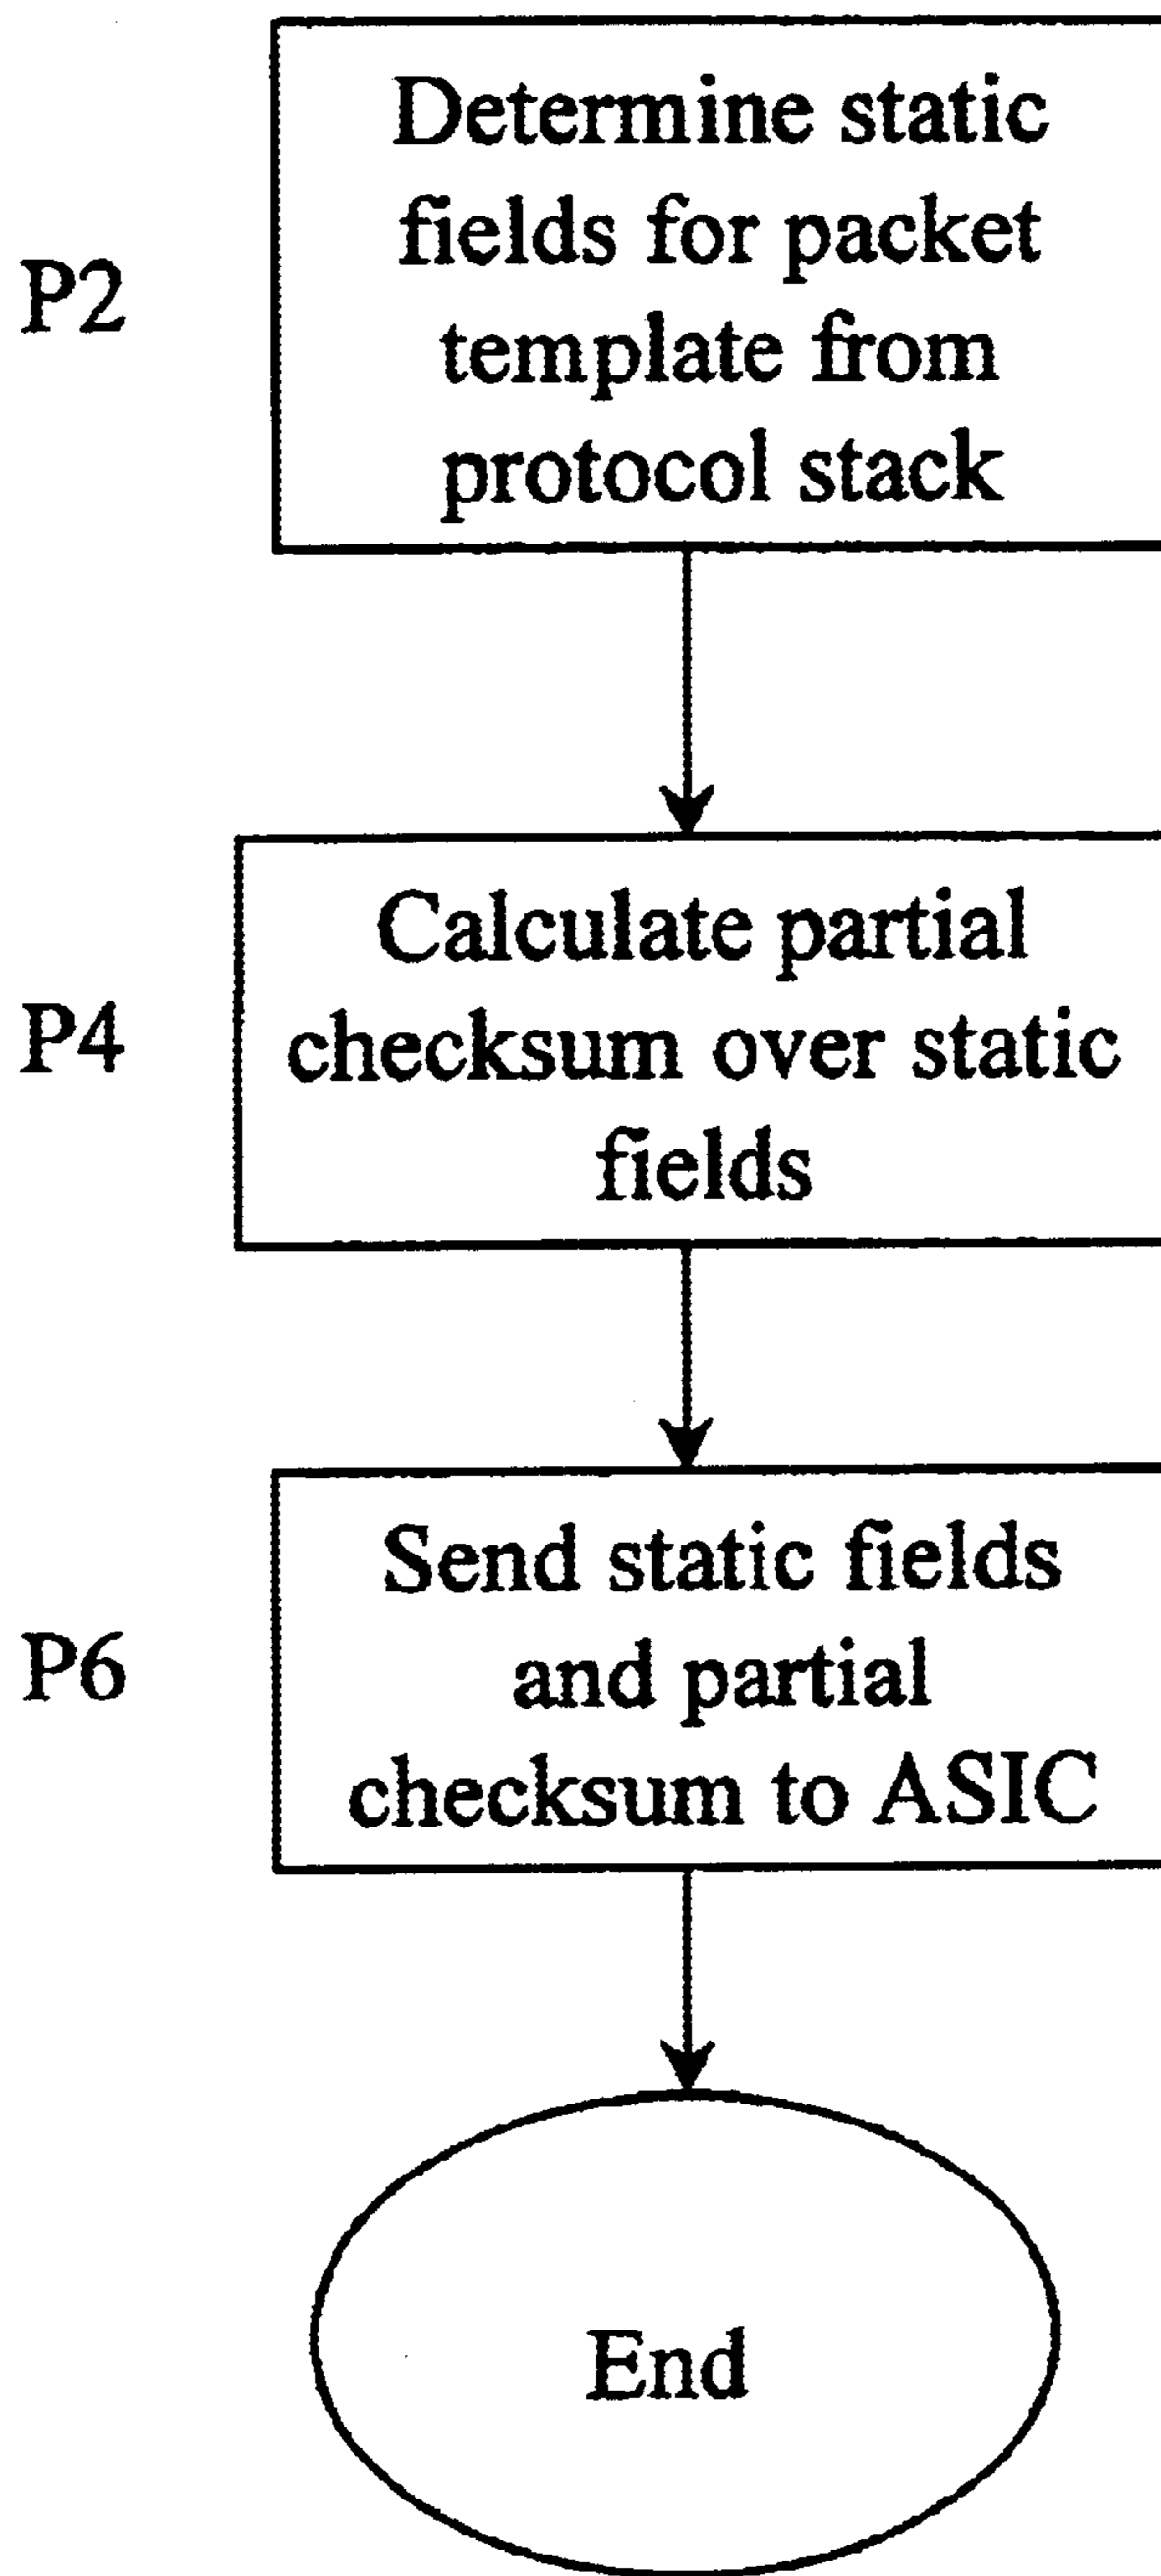 Determine static
fields for packet
P2
template from
protocol stack
Calculate partial
P4
checksum over static
fields
Send static fields
P6
and partial
checksum to ASIC
End